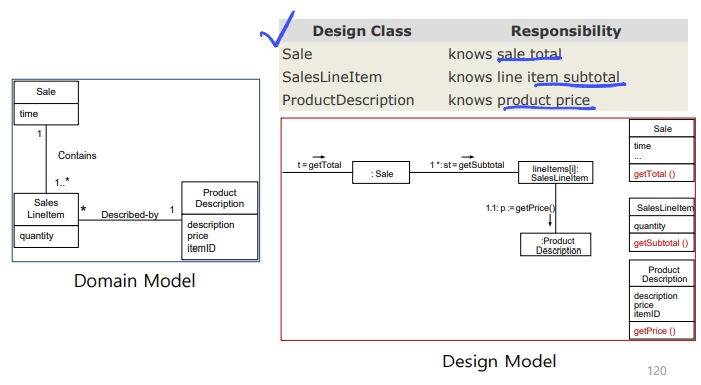 Design Class Responsibility
Sale knows sale total
SalesLineItem knows line item subtotal
ProductDescription knows product price
Sale
time
1
Contains
1..*
Sales
LineItem
quantity
*
Described-by
1
Product
Description
description
price
itemID
Domain Model
t = getTotal
: Sale
1 *: st = getSubtotal
lineItems[i]:
SalesLineItem
1.1: p := getPrice()
:Product
Description
Sale
time
...
getTotal ()
SalesLineItem
quantity
getSubtotal ()
Product
Description
description
price
itemID
getPrice ()
Design Model
120